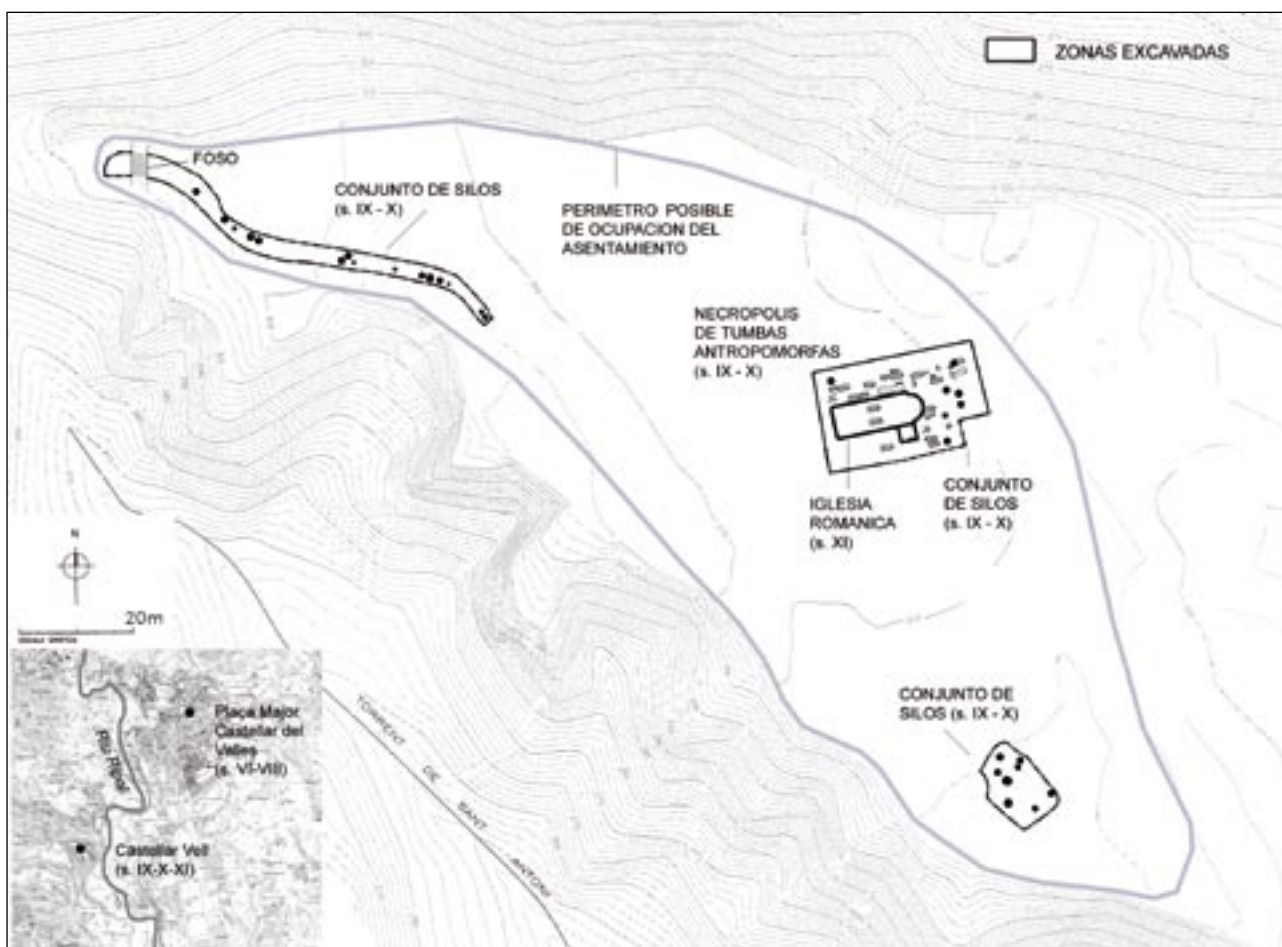 ZONAS EXCAVADAS
FOSO
CONJUNTO DE SILOS
(s. IX - X)
PERIMETRO POSIBLE
DE OCUPACION DEL
ASENTAMIENTO
NECROPOLIS
DE TUMBAS
ANTROPOMORFAS
(s. IX - X)
IGLESIA
ROMANICA
(s. XI)
CONJUNTO
DE SILOS
(s. IX - X)
CONJUNTO DE
SILOS (s. IX - X)
N
20m
TORRENT DE SANT ANTONI
Plaça Major
Castellar del
Valles
(s. VI-VIII)
Riu Ripoll
Castellar Vell
(s. IX-X-XI)